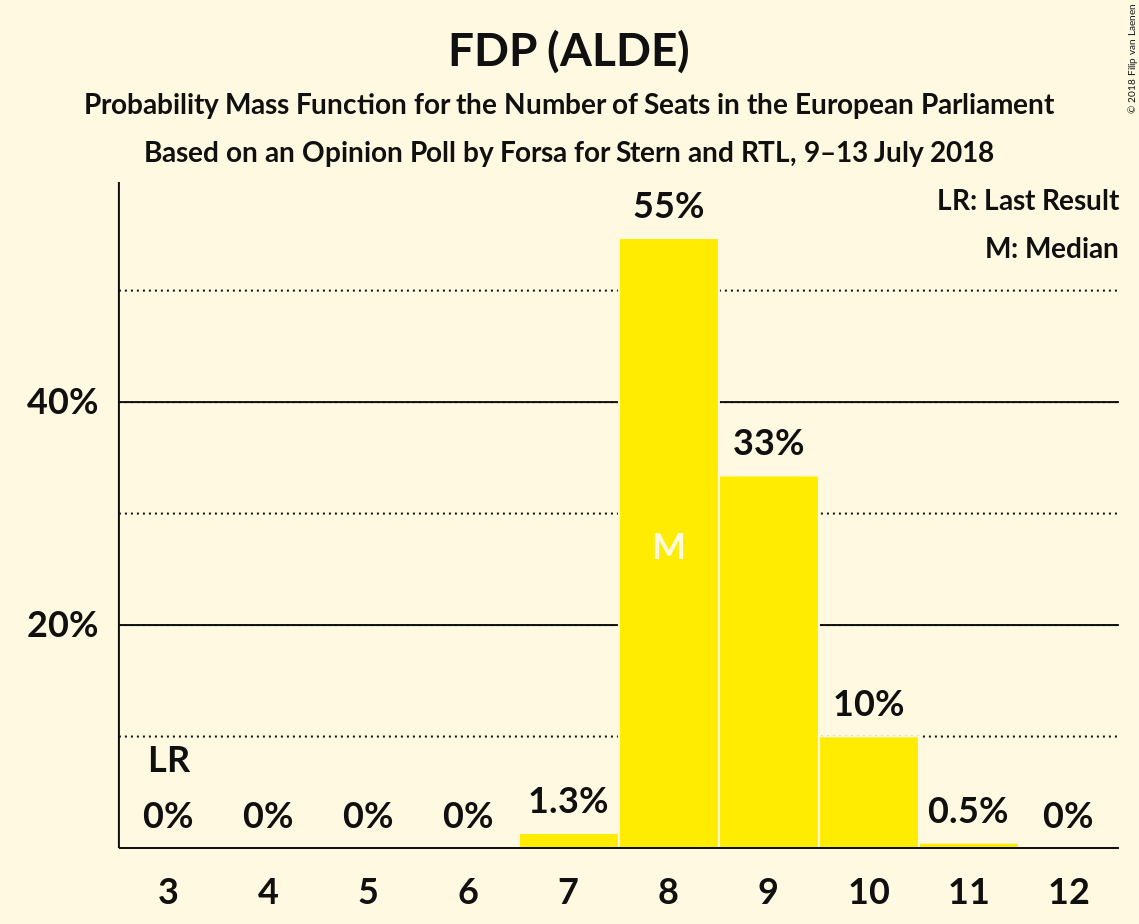 FDP (ALDE)
Probability Mass Function for the Number of Seats in the European Parliament
Based on an Opinion Poll by Forsa for Stern and RTL, 9–13 July 2018
© 2018 Filip van Laenen
LR: Last Result
M: Median
55%
40%
33%
M
20%
10%
LR
0% 0% 0% 0% 1.3% 0.5% 0%
3 4 5 6 7 8 9 10 11 12